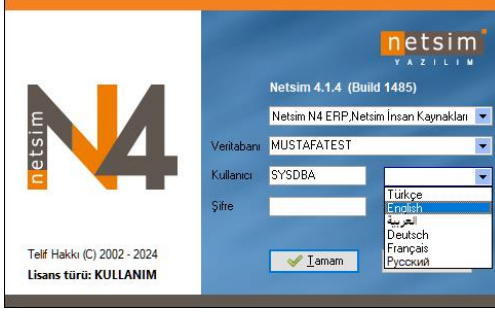 netsim
YAZILIM
netsim
N4
Netsim 4.1.4 (Build 1485)
Netsim N4 ERP,Netsim İnsan Kaynakları
Veritabanı MUSTAFATEST
Kullanıcı SYSDBA
Şifre
Türkçe
English
العربية
Deutsch
Français
Русский
Tamam
Telif Hakkı (C) 2002 - 2024
Lisans türü: KULLANIM